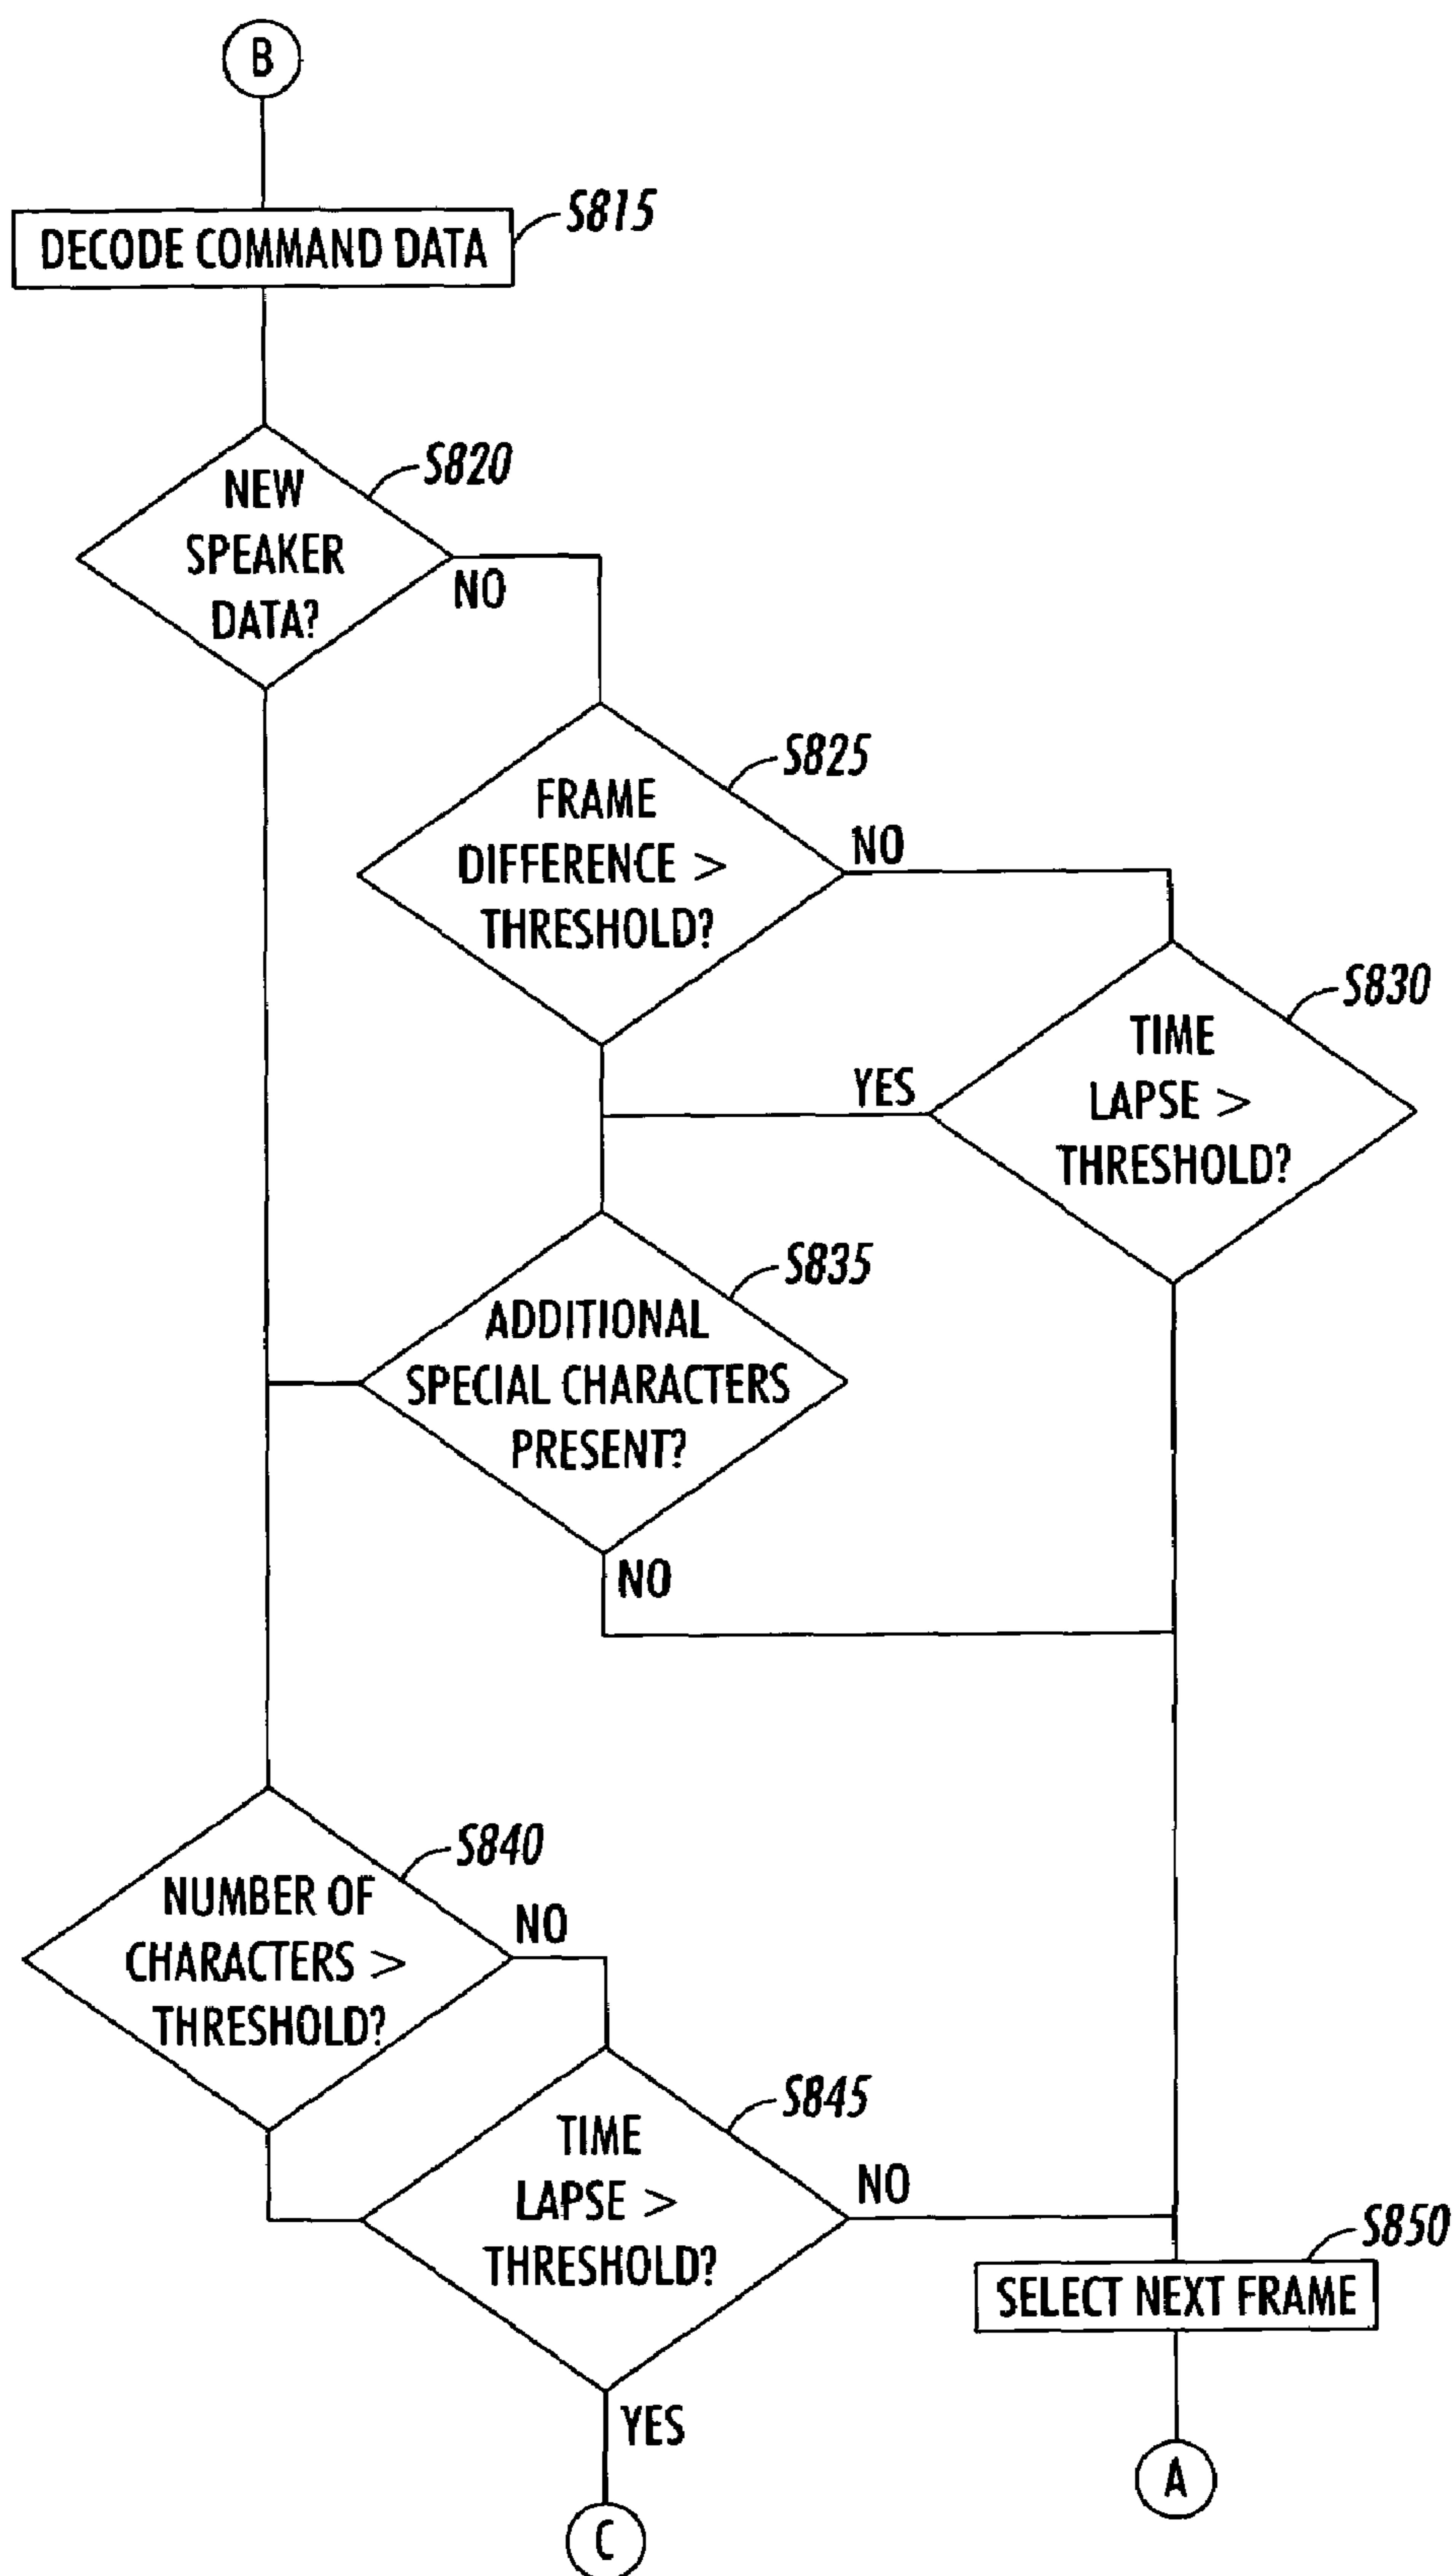 B
S815
DECODE COMMAND DATA
S820
NEW
SPEAKER
DATA?
NO
S825
FRAME
DIFFERENCE >
THRESHOLD?
NO
S830
TIME
LAPSE >
THRESHOLD?
YES
S835
ADDITIONAL
SPECIAL CHARACTERS
PRESENT?
NO
S840
NUMBER OF
CHARACTERS >
THRESHOLD?
NO
S845
TIME
LAPSE >
THRESHOLD?
NO
S850
SELECT NEXT FRAME
YES
A
C